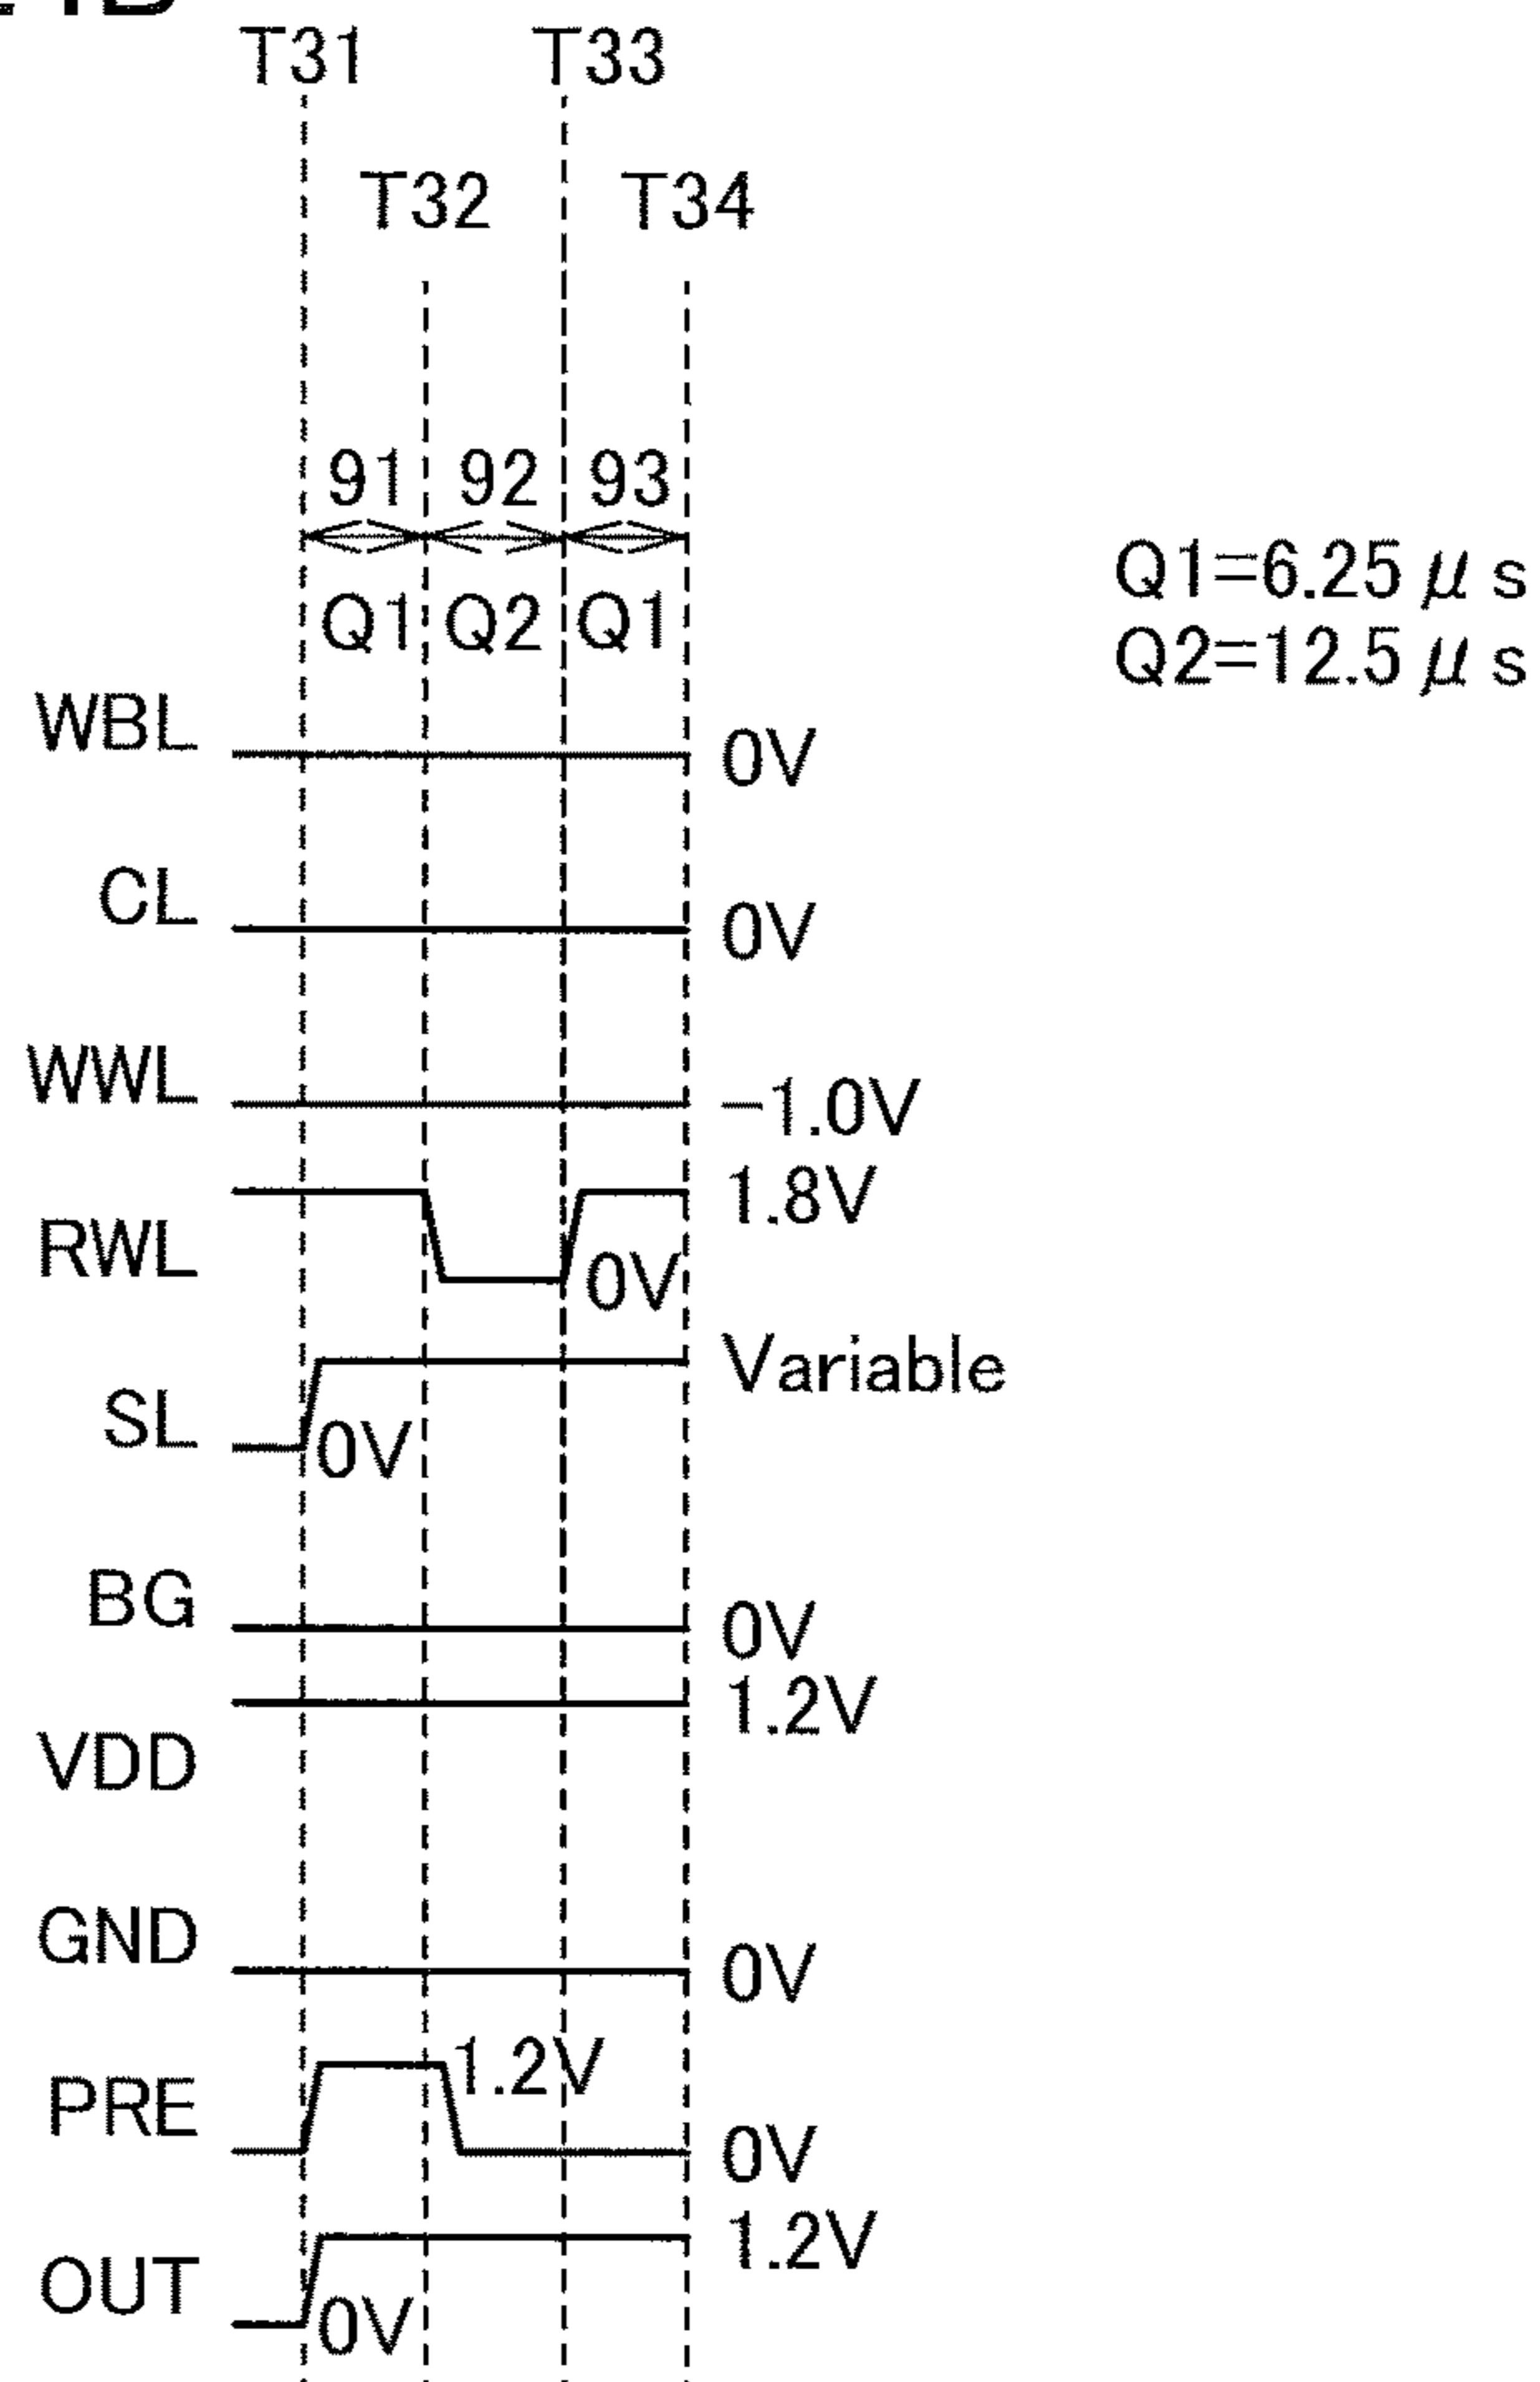 T31 T33
T32 T34
91 92 93
Q1 Q2 Q1
Q1=6.25μs
Q2=12.5μs
WBL 0V
CL 0V
WWL -1.0V
1.8V
RWL 0V
Variable
SL 0V
BG 0V
1.2V
VDD
GND 0V
1.2V
PRE 0V
1.2V
OUT 0V